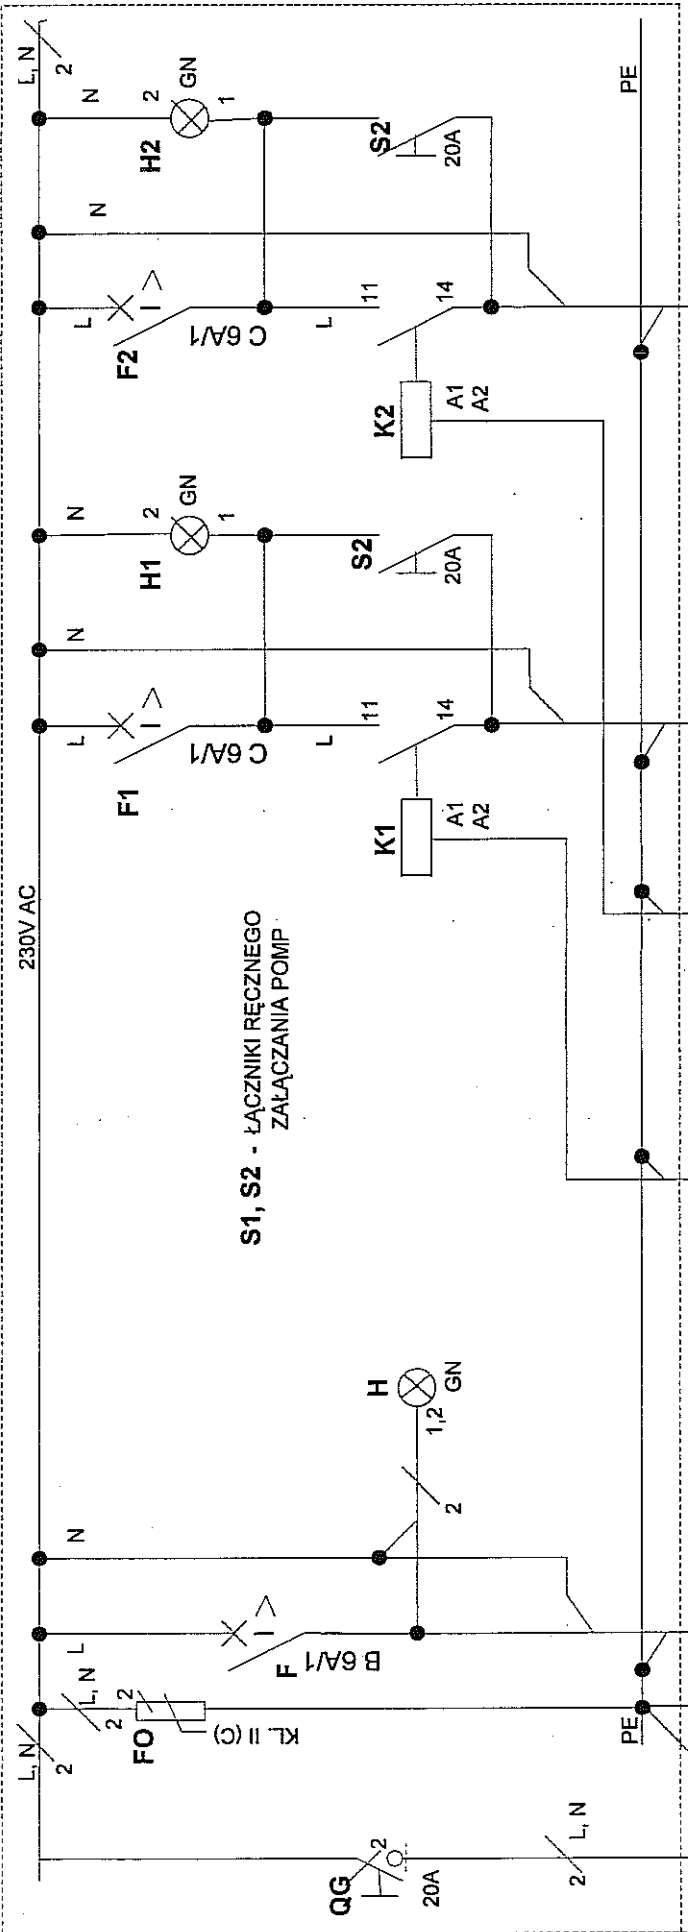 230V AC
L, N
2
L, N
2
L, N
2
2
FO
KL. II (C)
QG
2
20A
2
L, N
PE
L
N
F
B 6A/1
H
1,2
GN
2
S1, S2 - ŁĄCZNIKI RĘCZNEGO
ZAŁĄCZANIA POMP
L
F1
C 6A/1
N
N
H1
2
GN
1
L
11
14
K1
A1
A2
S2
20A
L
F2
C 6A/1
N
N
H2
2
GN
1
L
11
14
K2
A1
A2
S2
20A
PE